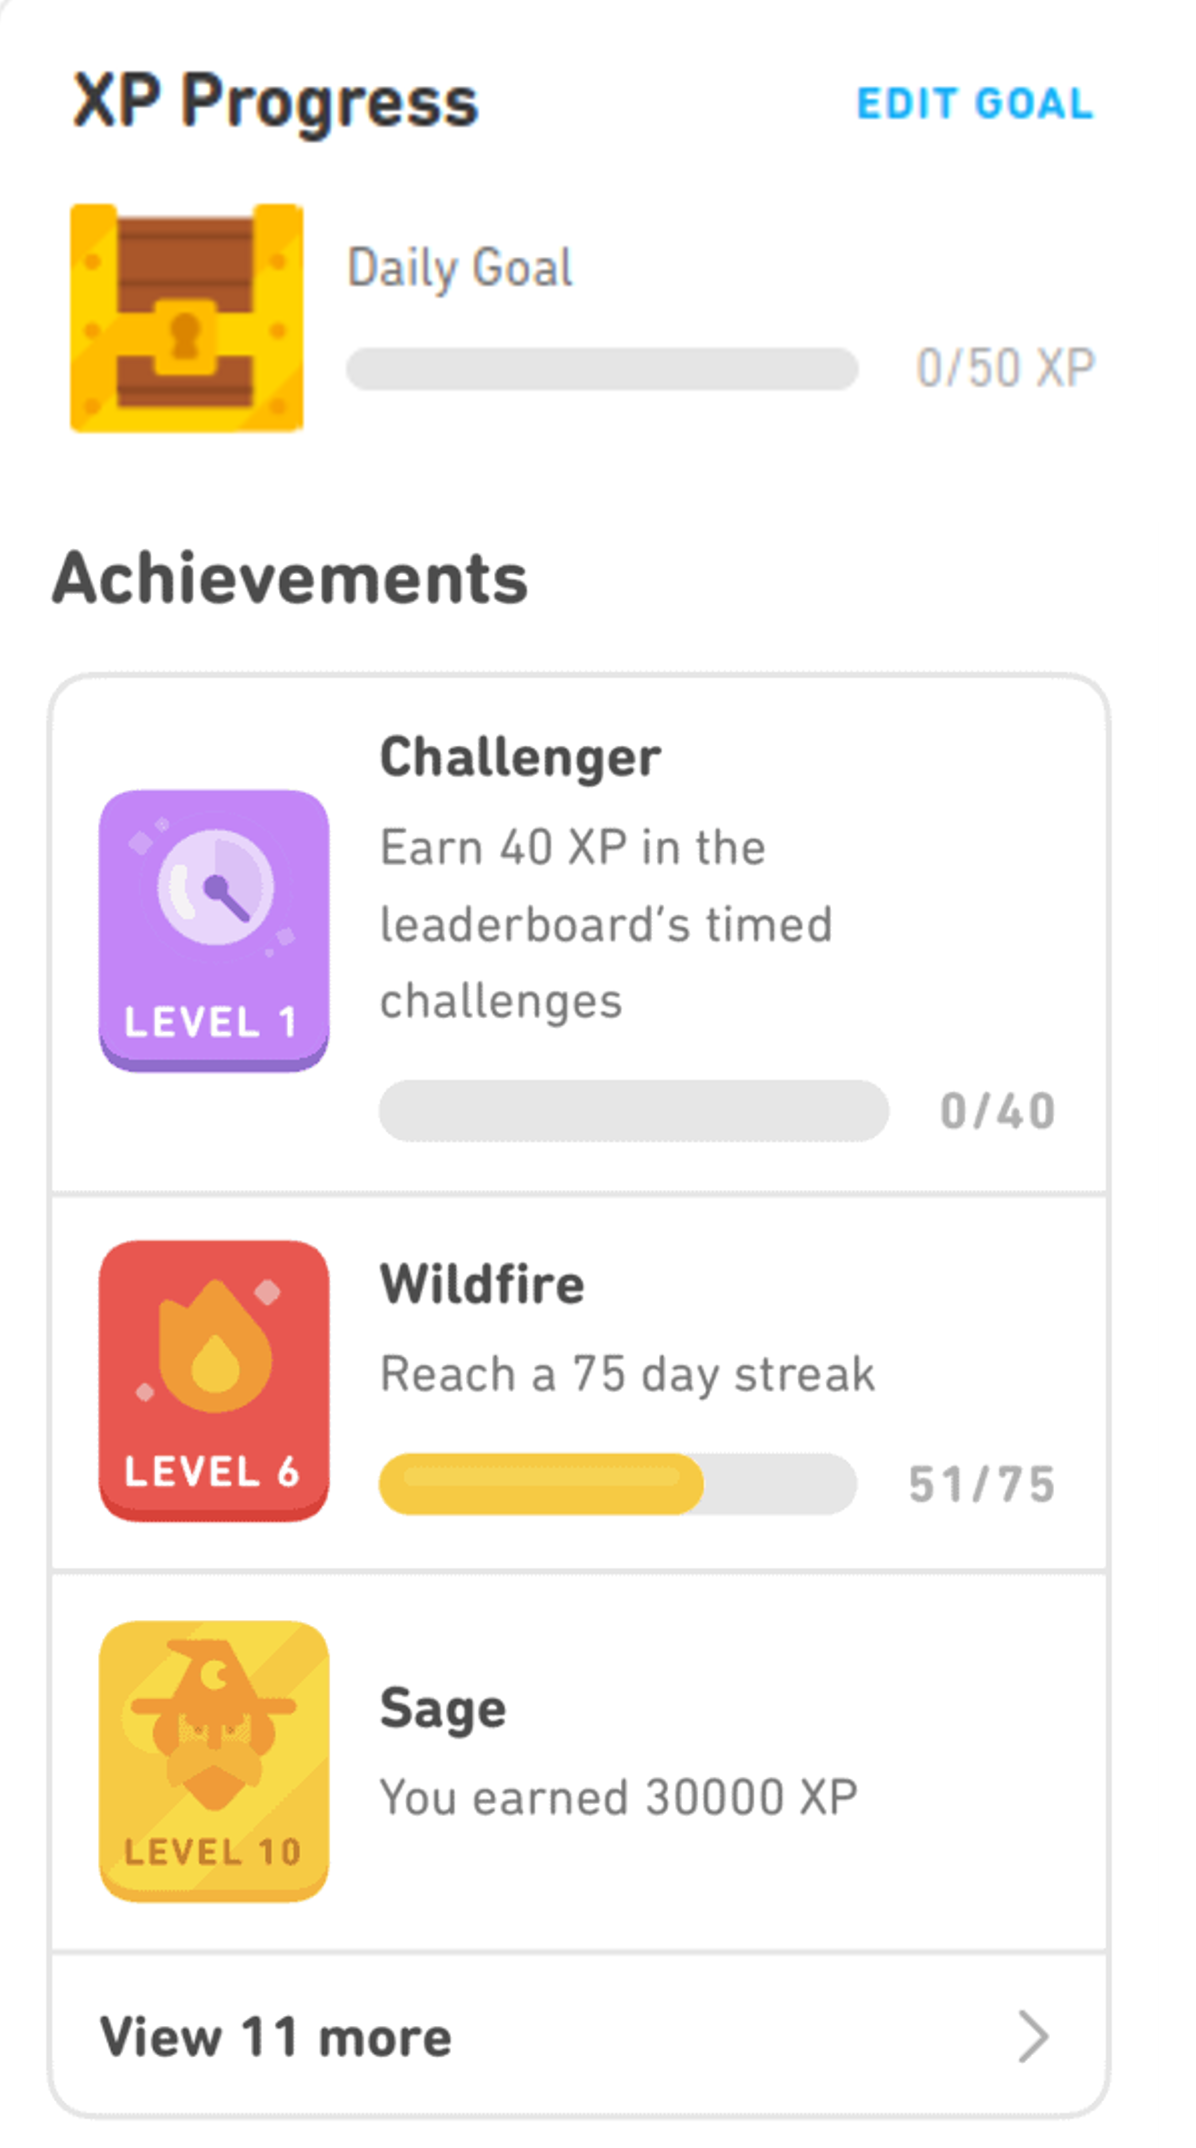 XP Progress
EDIT GOAL
Daily Goal
0/50 XP
Achievements
Challenger
Earn 40 XP in the
leaderboard's timed
challenges
LEVEL 1
0/40
Wildfire
Reach a 75 day streak
LEVEL 6
51/75
Sage
You earned 30000 XP
LEVEL 10
View 11 more